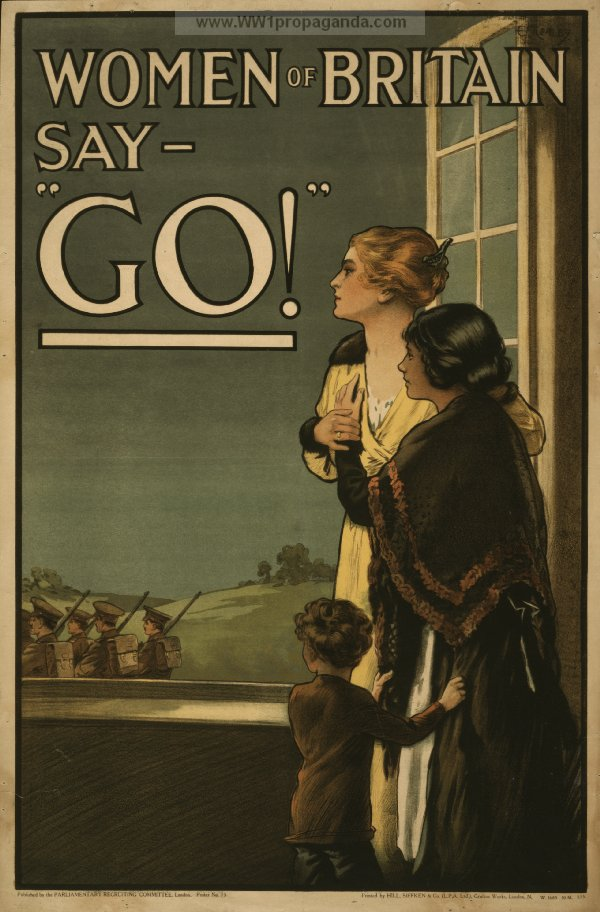 www.WW1propaganda.com
WOMEN OF BRITAIN
SAY –
"GO!"
Published by the PARLIAMENTARY RECRUITING COMMITTEE, London. Poster No. 75
Printed by HILL, SIFFKEN & Co. (L.P.A. Ltd.), Grafton Works, London, N.